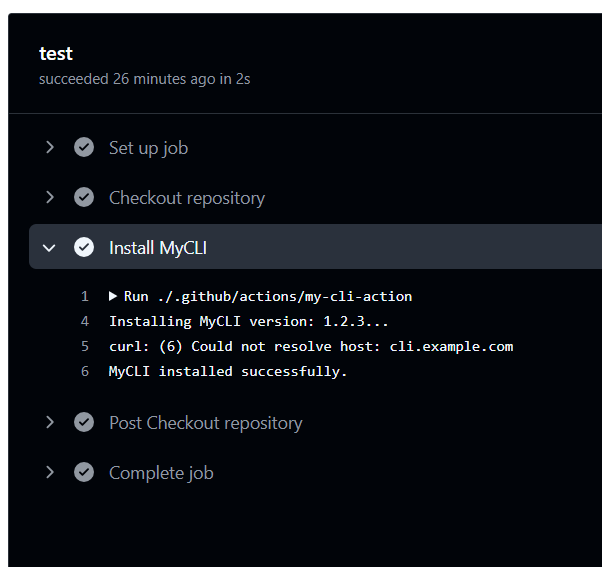 test
succeeded 26 minutes ago in 2s
Set up job
Checkout repository
Install MyCLI
1 Run ./.github/actions/my-cli-action
4 Installing MyCLI version: 1.2.3...
5 curl: (6) Could not resolve host: cli.example.com
6 MyCLI installed successfully.
Post Checkout repository
Complete job